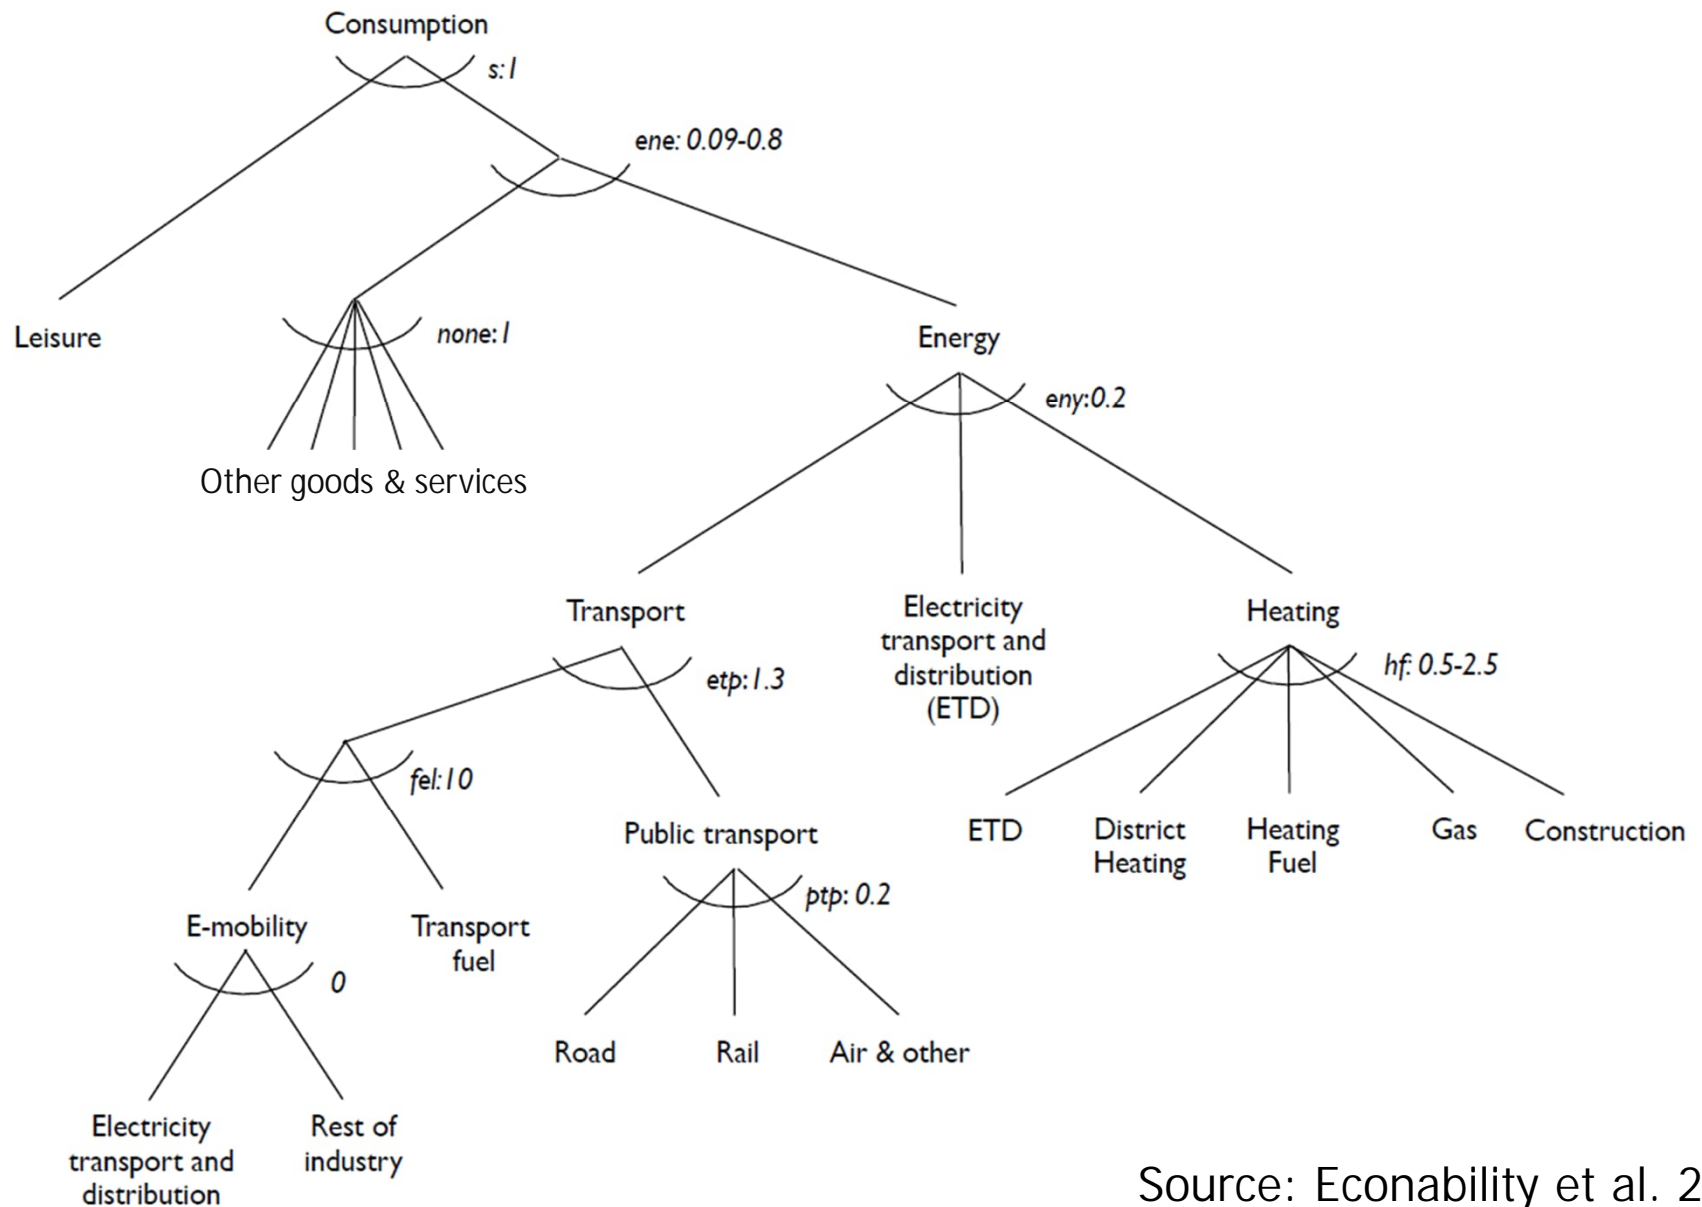 Consumption
s:1
ene: 0.09-0.8
Leisure
none:1
Energy
eny:0.2
Other goods & services
Transport
Electricity
transport and
distribution
(ETD)
Heating
etp:1.3
hf: 0.5-2.5
fel:10
Public transport
ETD
District
Heating
Heating
Fuel
Gas
Construction
ptp: 0.2
E-mobility
Transport
fuel
0
Road
Rail
Air & other
Electricity
transport and
distribution
Rest of
industry
Source: Econability et al. 2